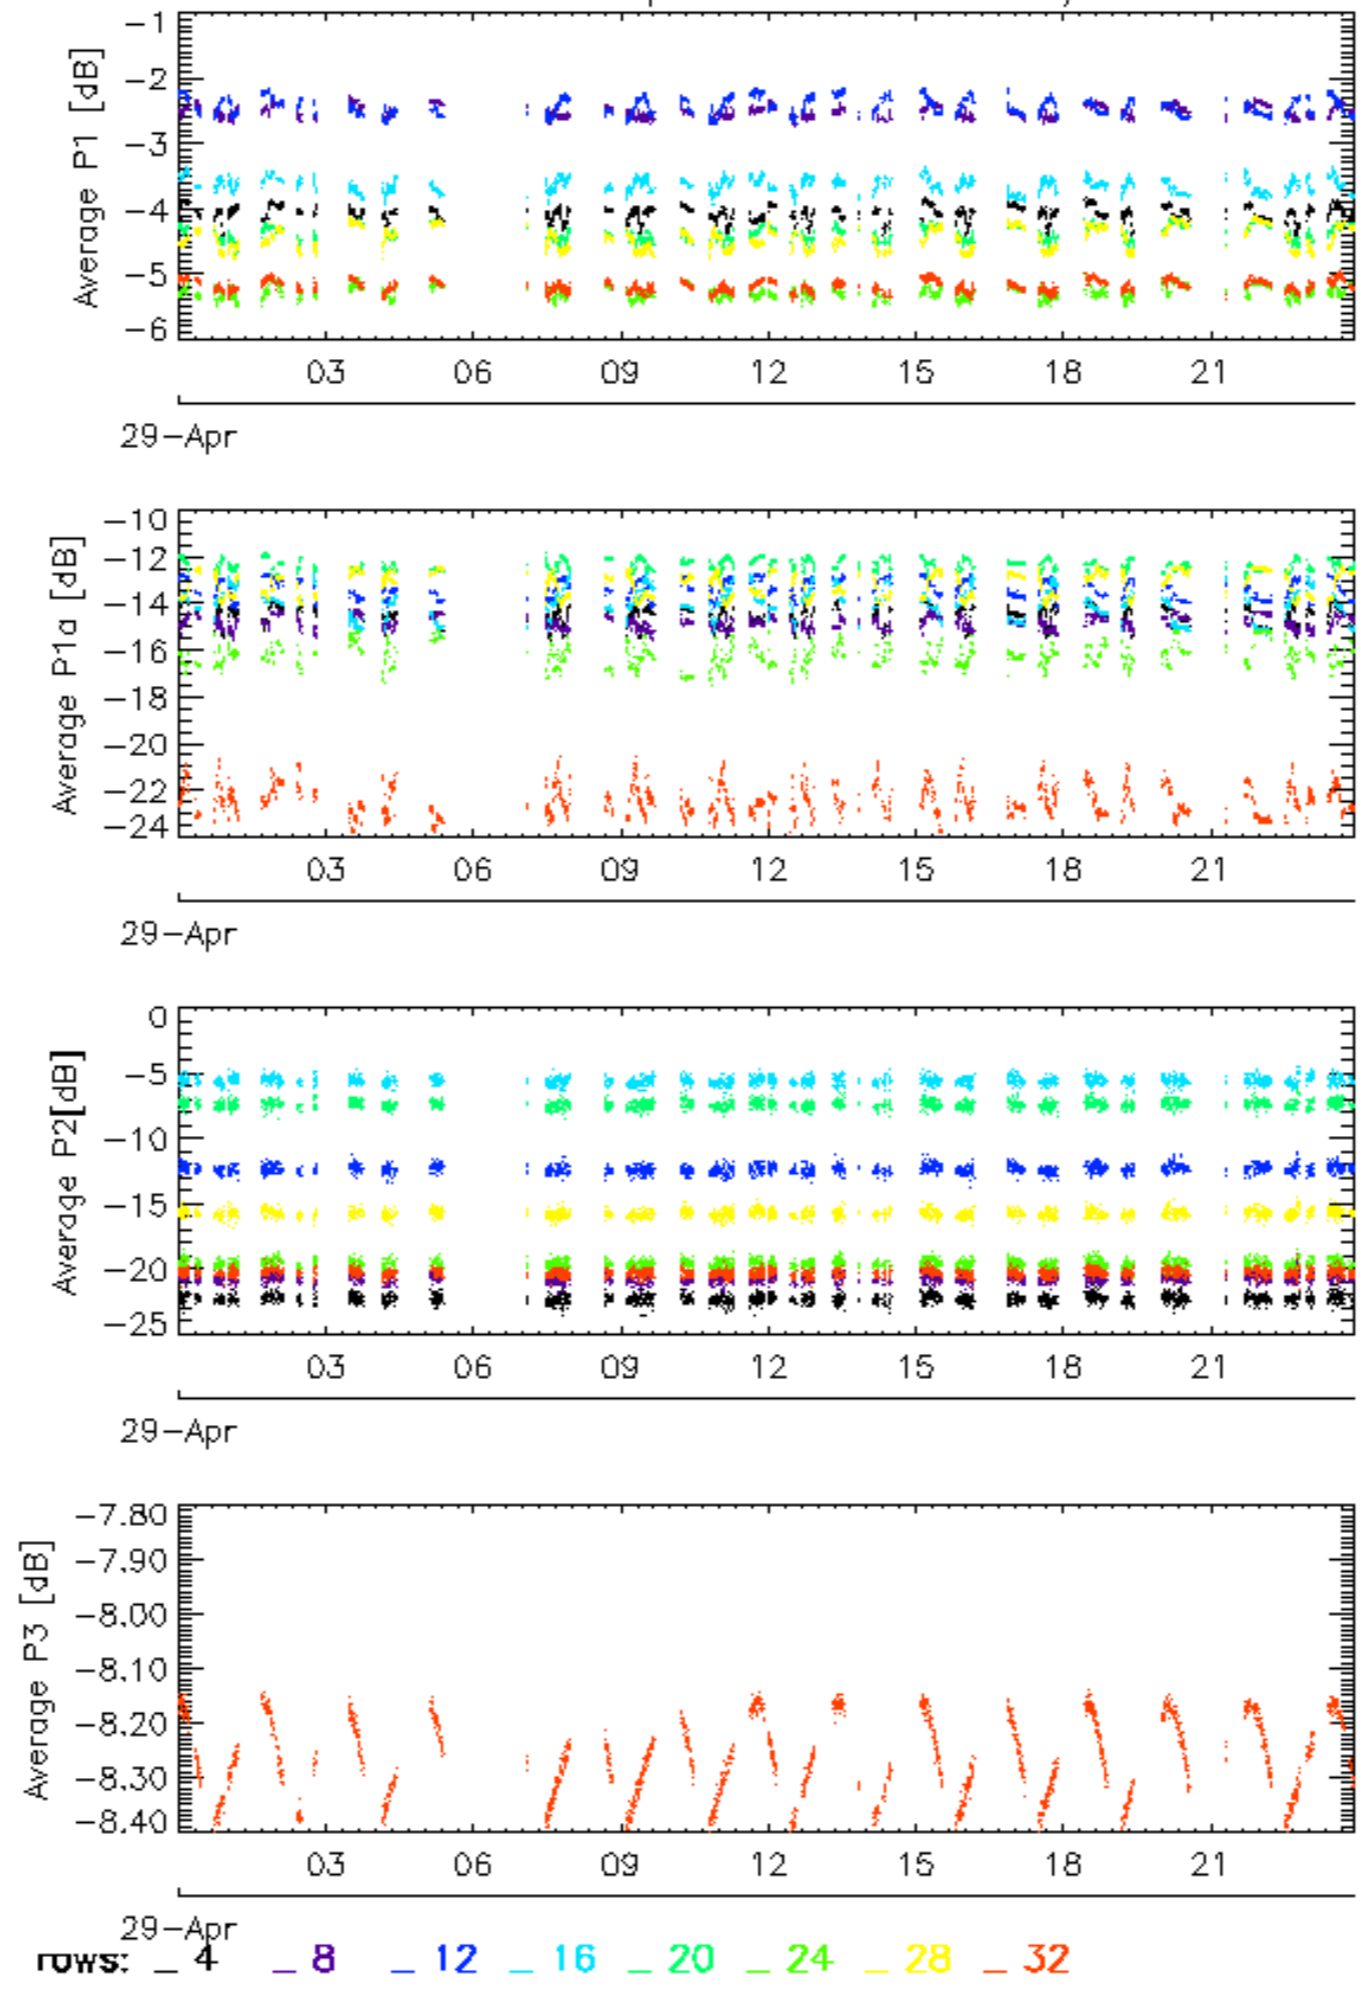 Average P1 [dB]
-1
-2
-3
-4
-5
-6
03 06 09 12 15 18 21
29-Apr
Average P1a [dB]
-10
-12
-14
-16
-18
-20
-22
-24
03 06 09 12 15 18 21
29-Apr
Average P2[dB]
0
-5
-10
-15
-20
-25
03 06 09 12 15 18 21
29-Apr
Average P3 [dB]
-7.80
-7.90
-8.00
-8.10
-8.20
-8.30
-8.40
03 06 09 12 15 18 21
29-Apr
rows: _ 4 _ 8 _ 12 _ 16 _ 20 _ 24 _ 28 _ 32